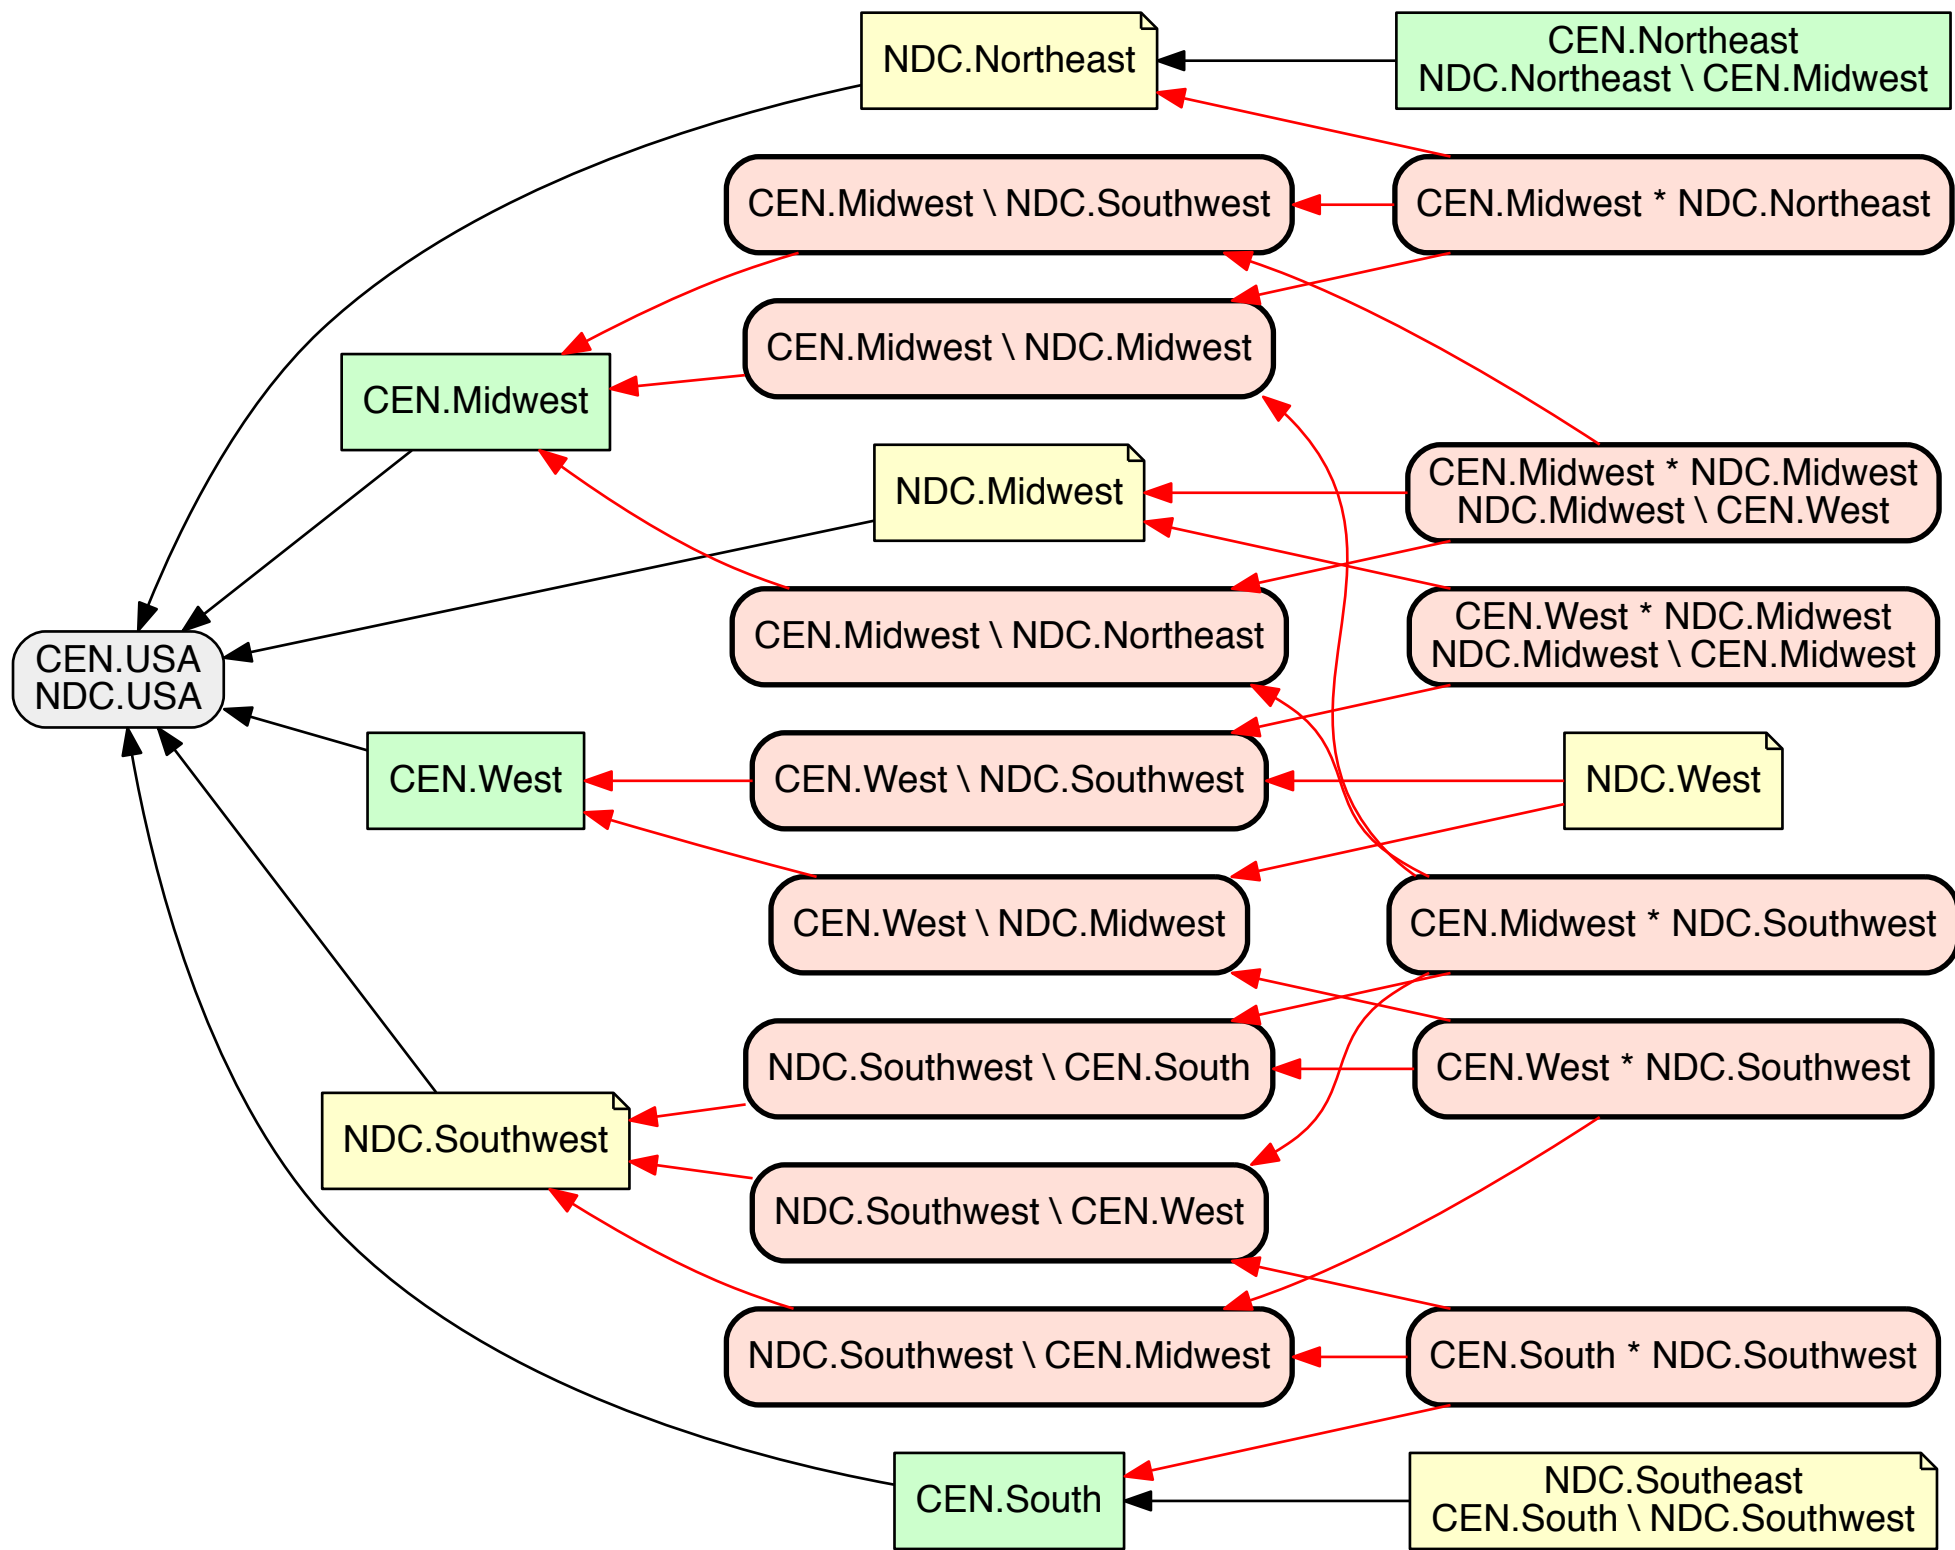 NDC.Northeast
CEN.Northeast
NDC.Northeast \ CEN.Midwest
CEN.Midwest \ NDC.Southwest
CEN.Midwest * NDC.Northeast
CEN.Midwest \ NDC.Midwest
CEN.Midwest
NDC.Midwest
CEN.Midwest * NDC.Midwest
NDC.Midwest \ CEN.West
CEN.Midwest \ NDC.Northeast
CEN.West * NDC.Midwest
NDC.Midwest \ CEN.Midwest
CEN.USA
NDC.USA
CEN.West
CEN.West \ NDC.Southwest
NDC.West
CEN.West \ NDC.Midwest
CEN.Midwest * NDC.Southwest
NDC.Southwest \ CEN.South
CEN.West * NDC.Southwest
NDC.Southwest
NDC.Southwest \ CEN.West
NDC.Southwest \ CEN.Midwest
CEN.South * NDC.Southwest
CEN.South
NDC.Southeast
CEN.South \ NDC.Southwest